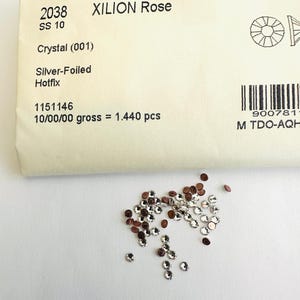 2038 XILION Rose
SS 10
Crystal (001)
Silver-Foiled
Hotfix
1151146
10/00/00 gross = 1.440 pcs
900781
M TDO-AQH